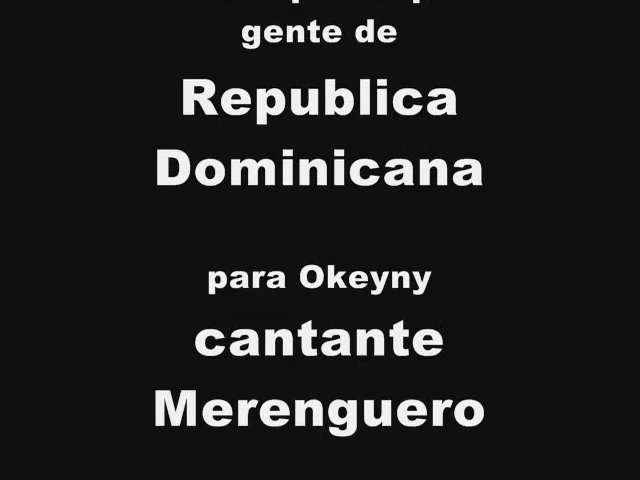 gente de
Republica
Dominicana
para Okeyny
cantante
Merenguero